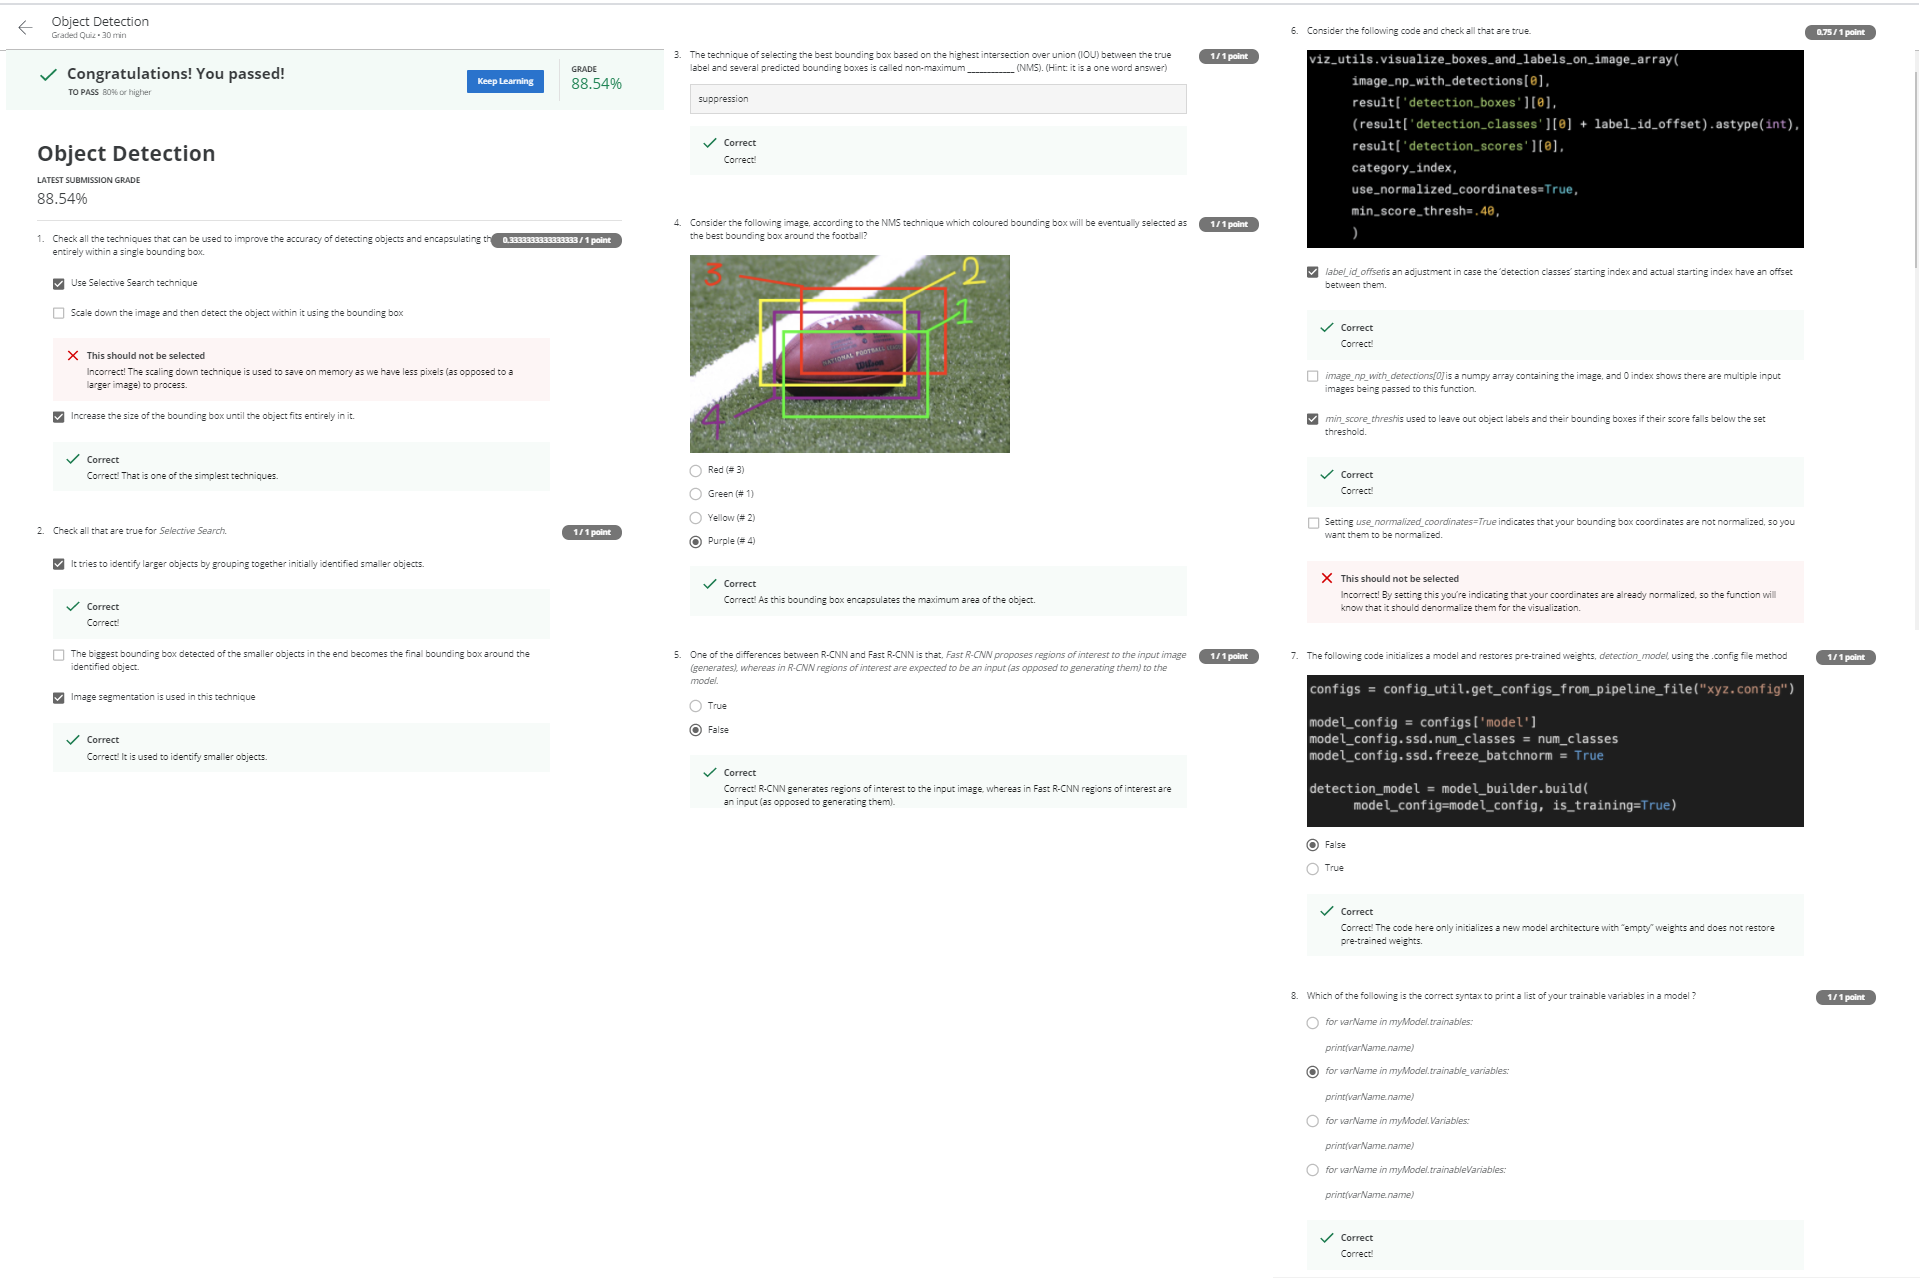 Object Detection
Graded Quiz • 30 min
Congratulations! You passed!
TO PASS 80% or higher
Keep Learning
GRADE
88.54%
Object Detection
LATEST SUBMISSION GRADE
88.54%
1. Check all the techniques that can be used to improve the accuracy of detecting objects and encapsulating th
0.3333333333333333 / 1 point
entirely within a single bounding box.
Use Selective Search technique
Scale down the image and then detect the object within it using the bounding box
This should not be selected
Incorrect! The scaling down technique is used to save on memory as we have less pixels (as opposed to a
larger image) to process.
Increase the size of the bounding box until the object fits entirely in it.
Correct
Correct! That is one of the simplest techniques.
2. Check all that are true for Selective Search.
1 / 1 point
It tries to identify larger objects by grouping together initially identified smaller objects.
Correct
Correct!
The biggest bounding box detected of the smaller objects in the end becomes the final bounding box around the
identified object.
Image segmentation is used in this technique
Correct
Correct! It is used to identify smaller objects.
3. The technique of selecting the best bounding box based on the highest intersection over union (IOU) between the true
label and several predicted bounding boxes is called non-maximum ___________ (NMS). (Hint: it is a one word answer)
1 / 1 point
suppression
Correct
Correct!
4. Consider the following image, according to the NMS technique which coloured bounding box will be eventually selected as
the best bounding box around the football?
1 / 1 point
3
2
1
NATIONAL FOOTBALL
Wilson
4
Red (# 3)
Green (# 1)
Yellow (# 2)
Purple (# 4)
Correct
Correct! As this bounding box encapsulates the maximum area of the object.
5. One of the differences between R-CNN and Fast R-CNN is that, Fast R-CNN proposes regions of interest to the input image
(generates), whereas in R-CNN regions of interest are expected to be an input (as opposed to generating them) to the
model.
1 / 1 point
True
False
Correct
Correct! R-CNN generates regions of interest to the input image, whereas in Fast R-CNN regions of interest are
an input (as opposed to generating them).
6. Consider the following code and check all that are true.
0.75 / 1 point
viz_utils.visualize_boxes_and_labels_on_image_array(
image_np_with_detections[0],
result['detection_boxes'][0],
(result['detection_classes'][0] + label_id_offset).astype(int),
result['detection_scores'][0],
category_index,
use_normalized_coordinates=True,
min_score_thresh=.40,
)
label_id_offsetis an adjustment in case the 'detection classes' starting index and actual starting index have an offset
between them.
Correct
Correct!
image_np_with_detections[0] is a numpy array containing the image, and 0 index shows there are multiple input
images being passed to this function.
min_score_threshis used to leave out object labels and their bounding boxes if their score falls below the set
threshold.
Correct
Correct!
Setting use_normalized_coordinates=True indicates that your bounding box coordinates are not normalized, so you
want them to be normalized.
This should not be selected
Incorrect! By setting this you're indicating that your coordinates are already normalized, so the function will
know that it should denormalize them for the visualization.
7. The following code initializes a model and restores pre-trained weights, detection_model, using the .config file method
1 / 1 point
configs = config_util.get_configs_from_pipeline_file("xyz.config")
model_config = configs['model']
model_config.ssd.num_classes = num_classes
model_config.ssd.freeze_batchnorm = True
detection_model = model_builder.build(
model_config=model_config, is_training=True)
False
True
Correct
Correct! The code here only initializes a new model architecture with "empty" weights and does not restore
pre-trained weights.
8. Which of the following is the correct syntax to print a list of your trainable variables in a model ?
1 / 1 point
for varName in myModel.trainables:
print(varName.name)
for varName in myModel.trainable_variables:
print(varName.name)
for varName in myModel.Variables:
print(varName.name)
for varName in myModel.trainableVariables:
print(varName.name)
Correct
Correct!